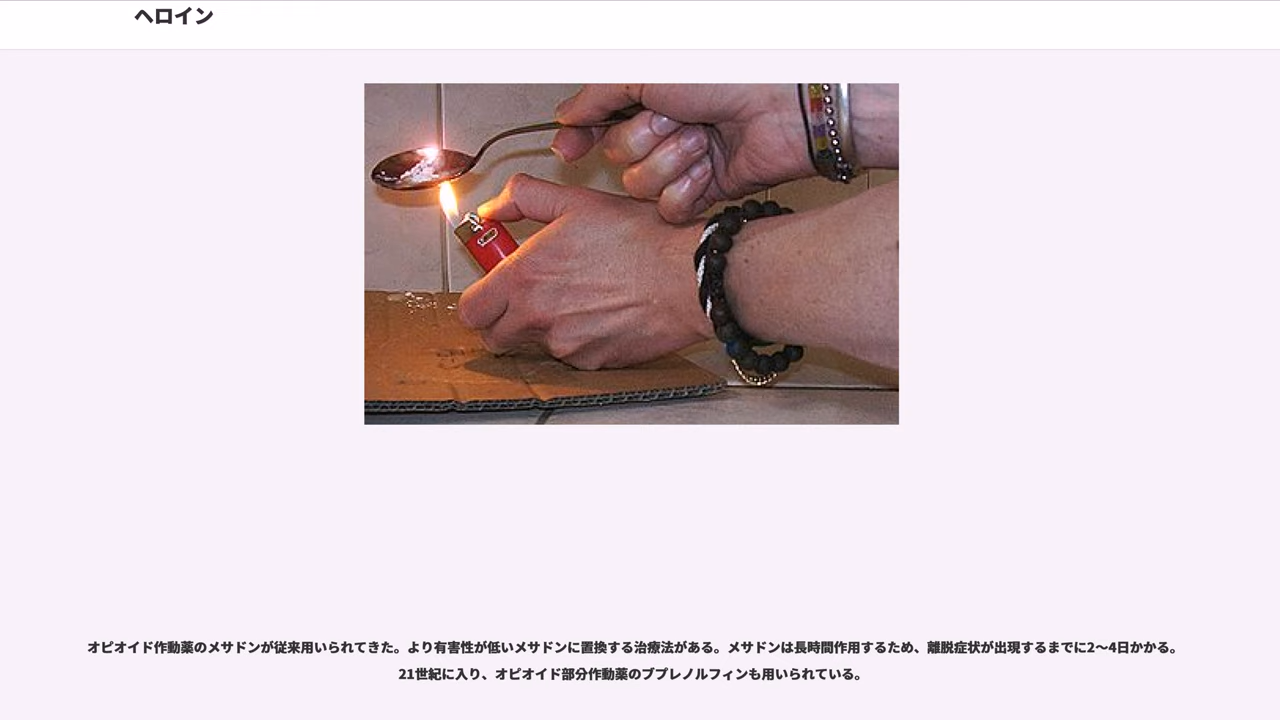 ヘロイン
オピオイド作動薬のメサドンが従来用いられてきた。より有害性が低いメサドンに置換する治療法がある。メサドンは長時間作用するため、離脱症状が出現するまでに2〜4日かかる。
21世紀に入り、オピオイド部分作動薬のブプレノルフィンも用いられている。